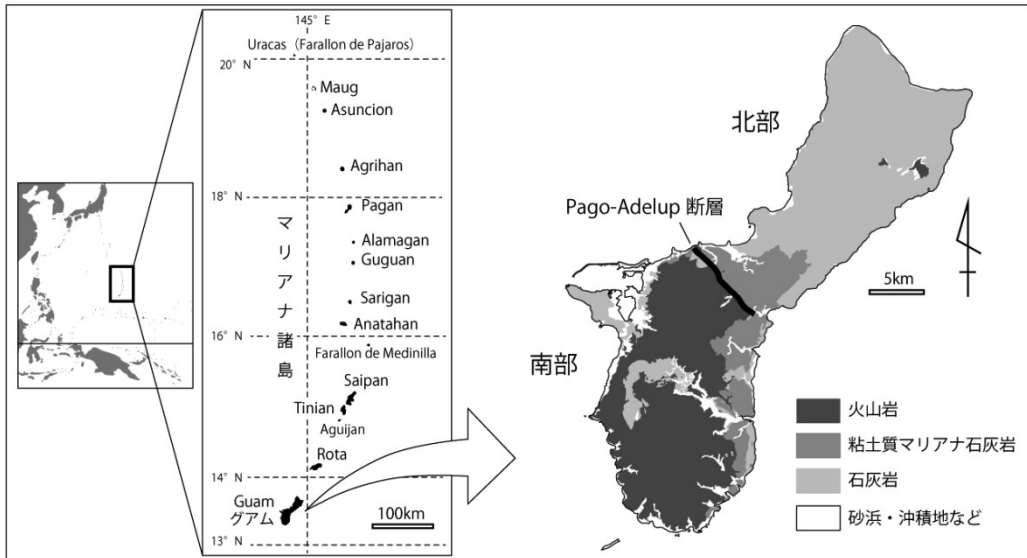 145° E
Uracas (Farallon de Pajaros)
20° N
Maug
Asuncion
Agrihan
18° N
Pagan
Alamagan
Guguan
Sarigan
Anatahan
16° N
Farallon de Medinilla
Saipan
Tinian
Aguijan
Rota
14° N
Guam
グアム
100km
13° N
マリアナ諸島
北部
Pago-Adelup 断層
5km
南部
火山岩
粘土質マリアナ石灰岩
石灰岩
砂浜・沖積地など